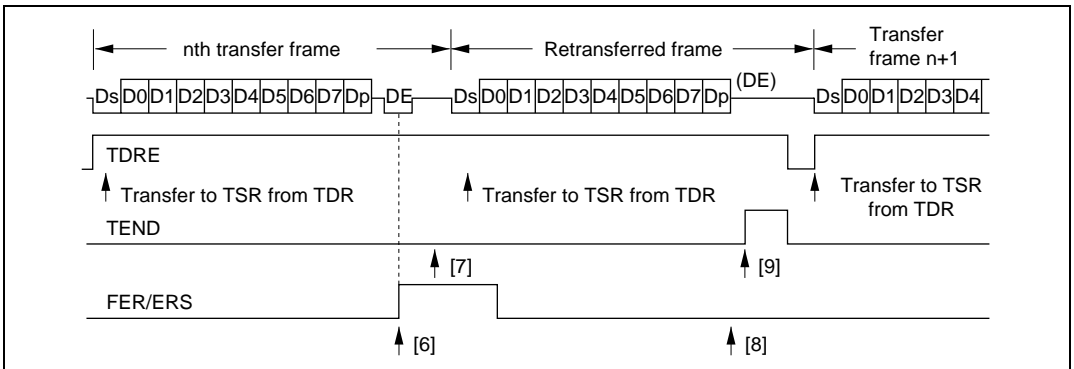 nth transfer frame
Retransferred frame
Transfer
frame n+1
Ds D0 D1 D2 D3 D4 D5 D6 D7 Dp DE
Ds D0 D1 D2 D3 D4 D5 D6 D7 Dp (DE)
Ds D0 D1 D2 D3 D4
TDRE
Transfer to TSR from TDR
Transfer to TSR from TDR
Transfer to TSR
from TDR
TEND
[7]
[9]
FER/ERS
[6]
[8]